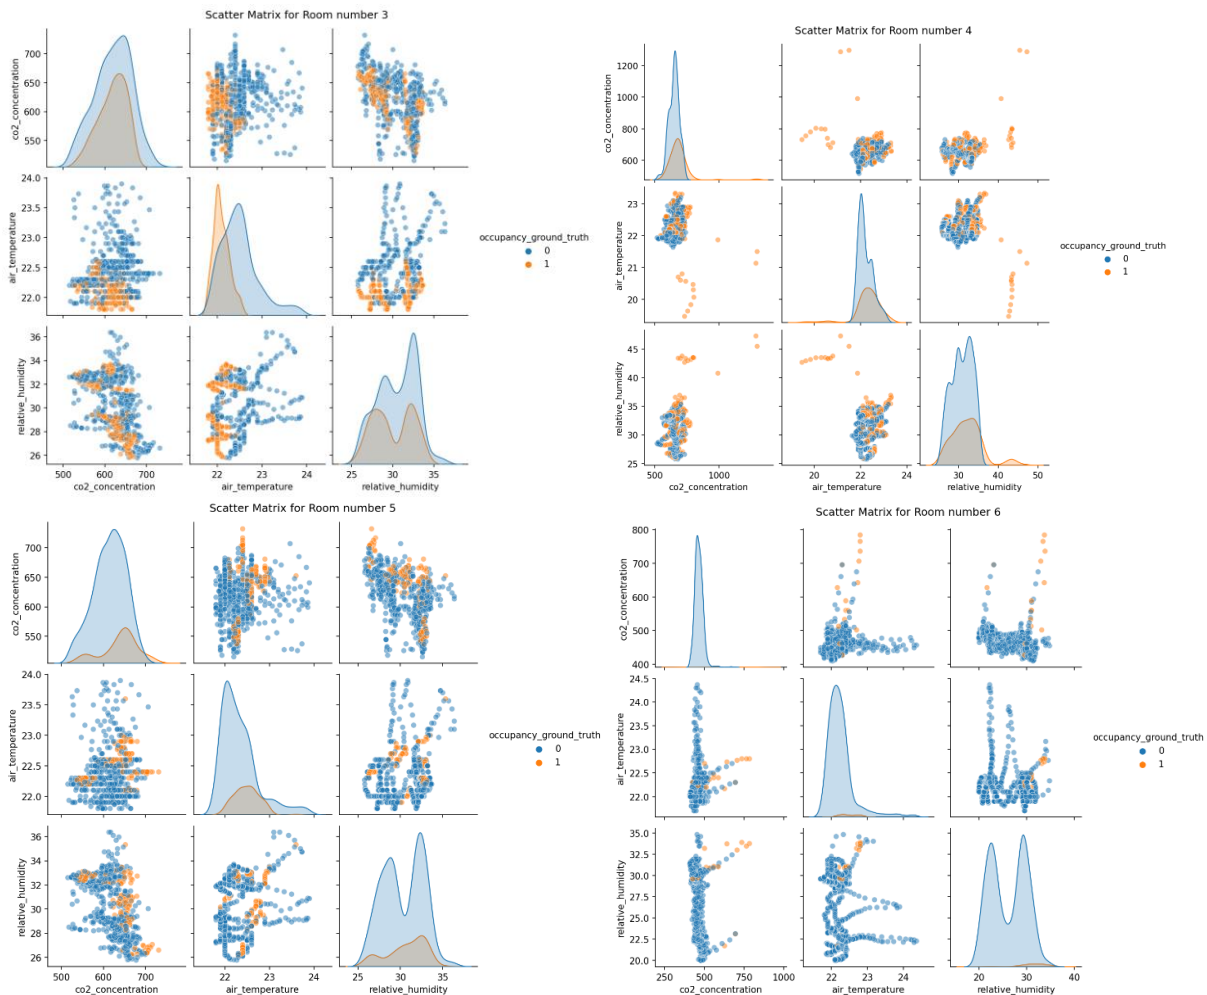 Scatter Matrix for Room number 3
co2_concentration
700
650
600
550
air_temperature
24.0
23.5
23.0
22.5
22.0
relative_humidity
36
34
32
30
28
26
500 600 700
22 23 24
25 30 35
co2_concentration air_temperature relative_humidity
occupancy_ground_truth
0
1
Scatter Matrix for Room number 4
co2_concentration
1200
1000
800
600
air_temperature
23
22
21
20
relative_humidity
45
40
35
30
25
500 1000
20 22 24
30 40 50
co2_concentration air_temperature relative_humidity
occupancy_ground_truth
0
1
Scatter Matrix for Room number 5
co2_concentration
700
650
600
550
air_temperature
24.0
23.5
23.0
22.5
22.0
relative_humidity
36
34
32
30
28
26
500 600 700
22 23 24
25 30 35
co2_concentration air_temperature relative_humidity
occupancy_ground_truth
0
1
Scatter Matrix for Room number 6
co2_concentration
800
700
600
500
400
air_temperature
24.5
24.0
23.5
23.0
22.5
22.0
relative_humidity
35.0
32.5
30.0
27.5
25.0
22.5
20.0
250 500 750 1000
22 23 24
20 30 40
co2_concentration air_temperature relative_humidity
occupancy_ground_truth
0
1